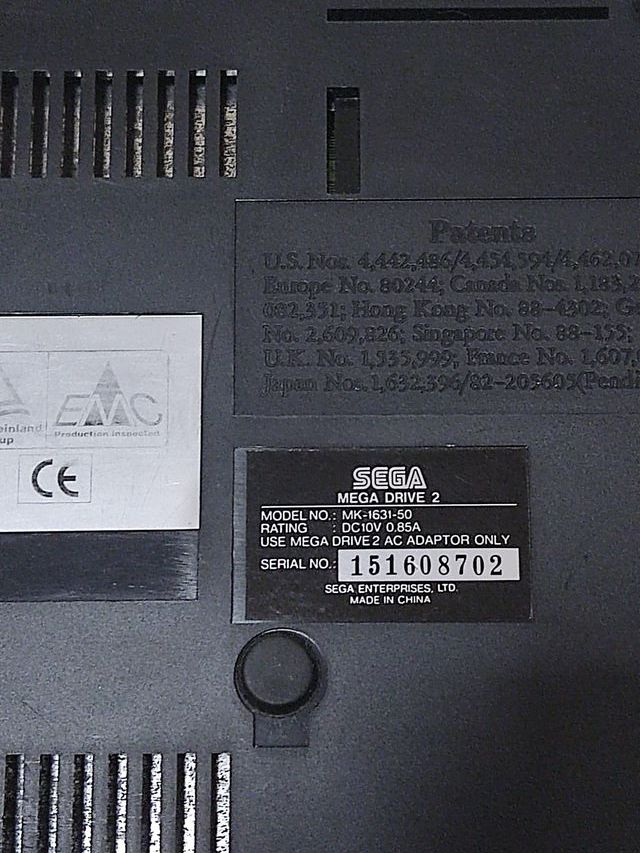 Patents
U.S. Nos. 4,442,486/4,454,594/4,462,07
Europe No. 80244; Canada Nos. 1,183,2
082,351; Hong Kong No. 88-4302; G
No. 2,609,826; Singapore No. 88-155;
U.K. No. 1,535,999; France No. 1,607
Japan Nos. 1,632,396/82-205605(Pendi
einland
up
EMC
Production inspected
CE
SEGA
MEGA DRIVE 2
MODEL NO.: MK-1631-50
RATING : DC10V 0.85A
USE MEGA DRIVE 2 AC ADAPTOR ONLY
SERIAL NO.: 151608702
SEGA ENTERPRISES, LTD.
MADE IN CHINA